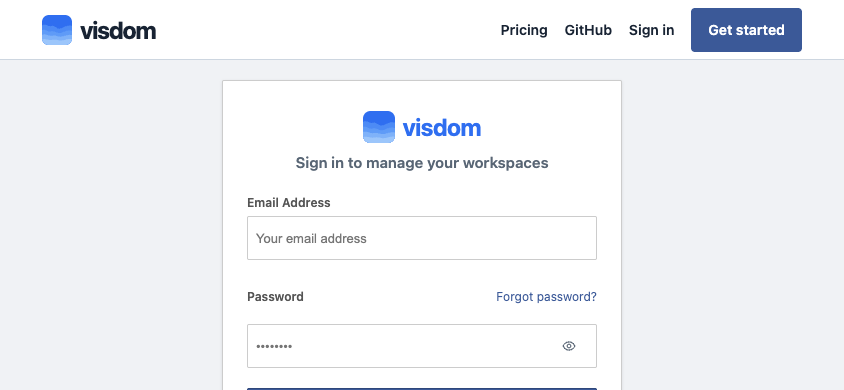 visdom
Pricing GitHub Sign in Get started
visdom
Sign in to manage your workspaces
Email Address
Your email address
Password Forgot password?
••••••••